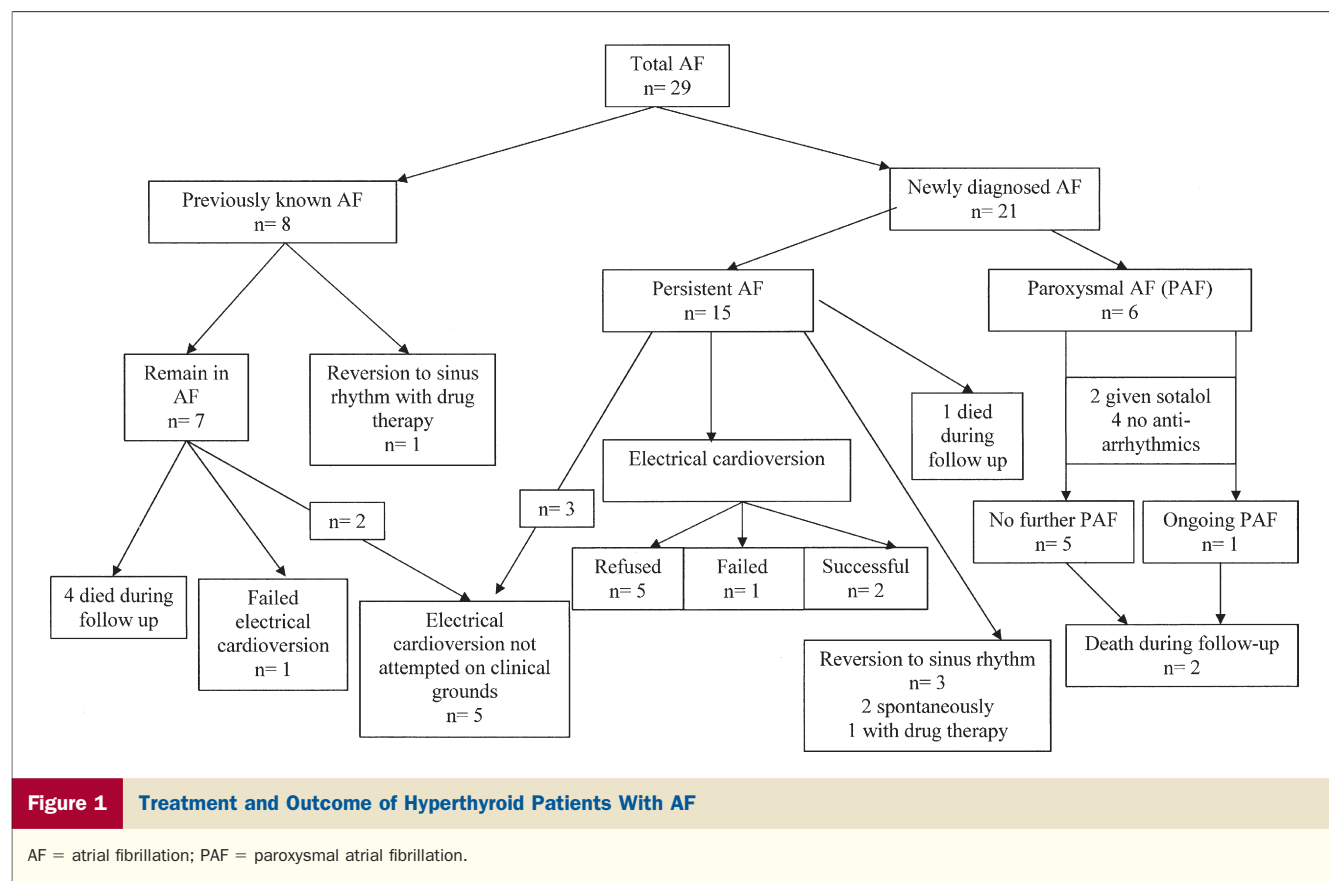 Total AF
n= 29
Previously known AF
n= 8
Newly diagnosed AF
n= 21
Persistent AF
n= 15
Paroxysmal AF (PAF)
n= 6
Remain in
AF
n= 7
Reversion to sinus
rhythm with drug
therapy
n= 1
1 died
during
follow up
2 given sotalol
4 no anti-
arrhythmics
Electrical cardioversion
n= 2
n= 3
No further PAF
n= 5
Ongoing PAF
n= 1
Refused
n= 5
Failed
n= 1
Successful
n= 2
4 died during
follow up
Failed
electrical
cardioversion
n= 1
Electrical
cardioversion not
attempted on clinical
grounds
n= 5
Reversion to sinus rhythm
n= 3
2 spontaneously
1 with drug therapy
Death during follow-up
n= 2
Figure 1 Treatment and Outcome of Hyperthyroid Patients With AF
AF = atrial fibrillation; PAF = paroxysmal atrial fibrillation.